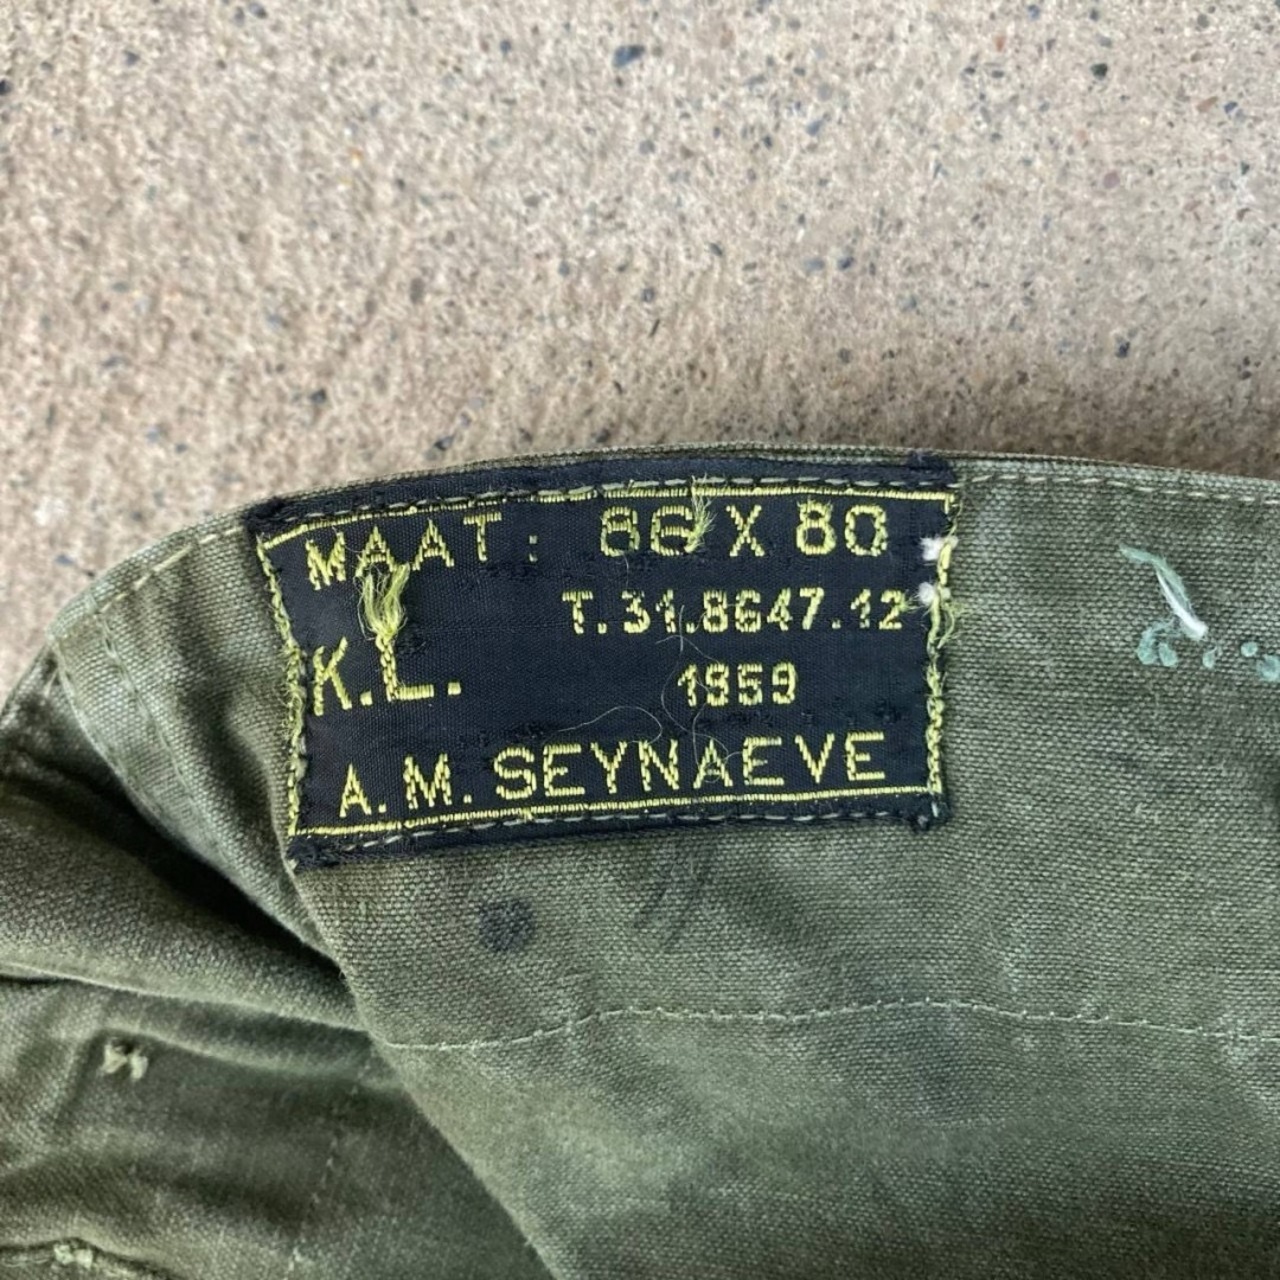 MAAT: 86 X 80
T.31.8647.12
K.L. 1959
A.M. SEYNAEVE